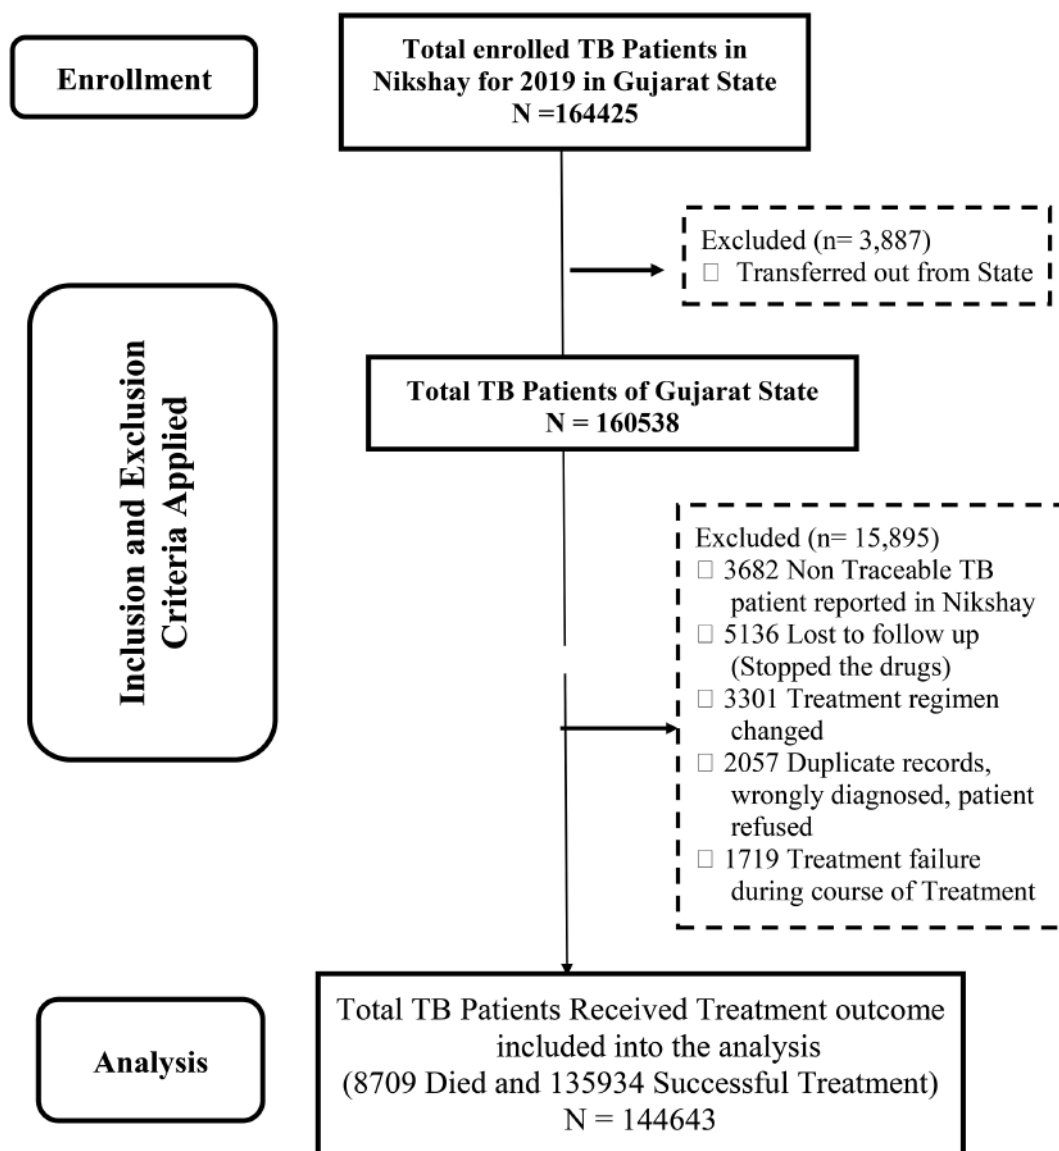 Enrollment
Total enrolled TB Patients in
Nikshay for 2019 in Gujarat State
N =164425
Excluded (n= 3,887)
□ Transferred out from State
Inclusion and Exclusion
Criteria Applied
Total TB Patients of Gujarat State
N = 160538
Excluded (n= 15,895)
□ 3682 Non Traceable TB
patient reported in Nikshay
□ 5136 Lost to follow up
(Stopped the drugs)
□ 3301 Treatment regimen
changed
□ 2057 Duplicate records,
wrongly diagnosed, patient
refused
□ 1719 Treatment failure
during course of Treatment
Analysis
Total TB Patients Received Treatment outcome
included into the analysis
(8709 Died and 135934 Successful Treatment)
N = 144643